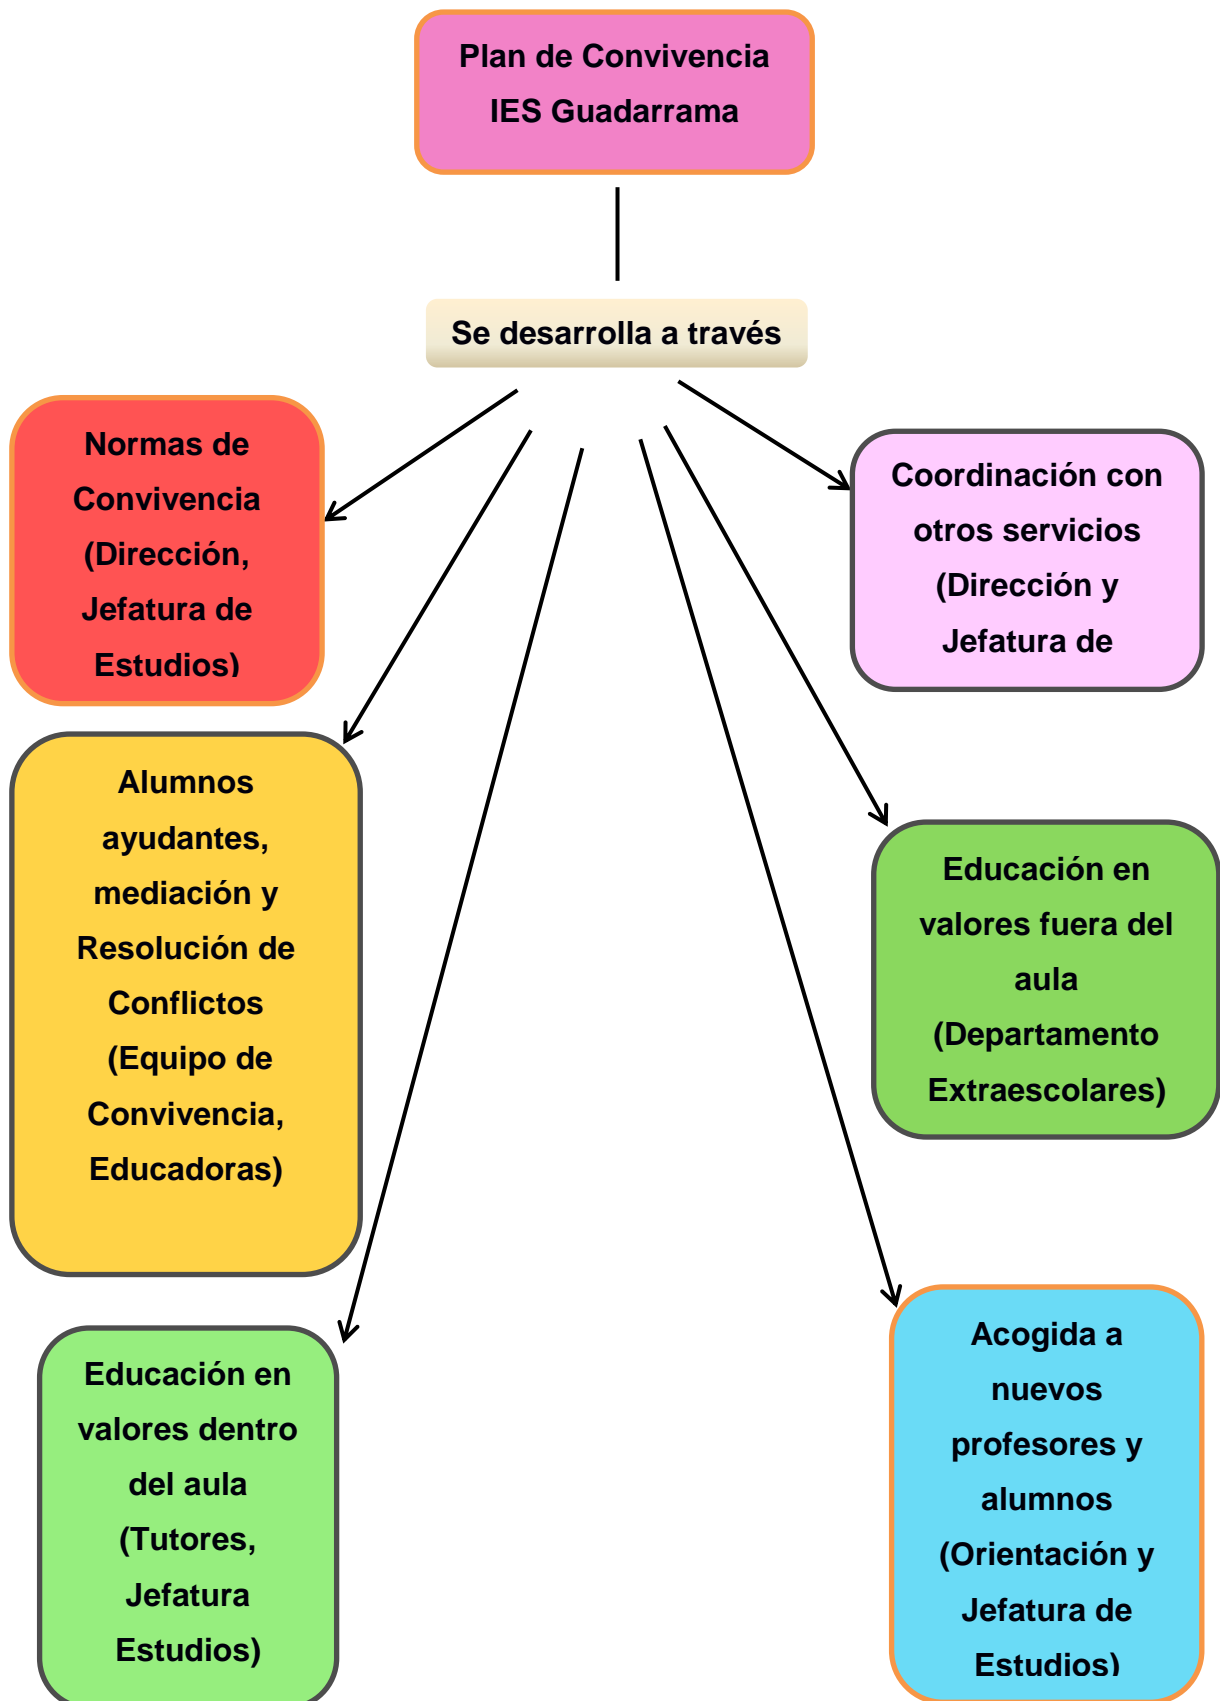 Plan de Convivencia
IES Guadarrama
Se desarrolla a través
Normas de
Convivencia
(Dirección,
Jefatura de
Estudios)
Coordinación con
otros servicios
(Dirección y
Jefatura de
Alumnos
ayudantes,
mediación y
Resolución de
Conflictos
(Equipo de
Convivencia,
Educadoras)
Educación en
valores fuera del
aula
(Departamento
Extraescolares)
Educación en
valores dentro
del aula
(Tutores,
Jefatura
Estudios)
Acogida a
nuevos
profesores y
alumnos
(Orientación y
Jefatura de
Estudios)